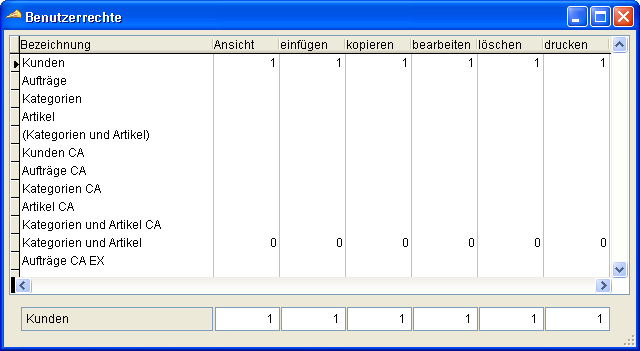 Benutzerrechte
Bezeichnung Ansicht einfügen kopieren bearbeiten löschen drucken
Kunden 1 1 1 1 1 1
Aufträge
Kategorien
Artikel
(Kategorien und Artikel)
Kunden CA
Aufträge CA
Kategorien CA
Artikel CA
Kategorien und Artikel CA
Kategorien und Artikel 0 0 0 0 0 0
Aufträge CA EX
Kunden 1 1 1 1 1 1